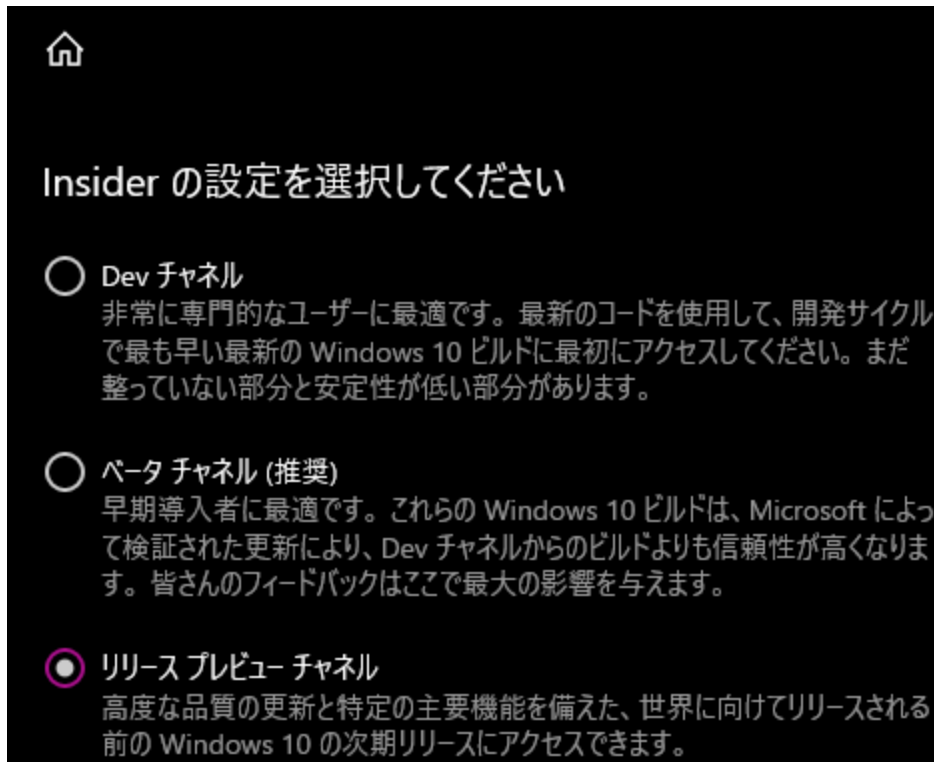 Insider の設定を選択してください
Dev チャネル
非常に専門的なユーザーに最適です。最新のコードを使用して、開発サイクル
で最も早い最新の Windows 10 ビルドに最初にアクセスしてください。まだ
整っていない部分と安定性が低い部分があります。
ベータ チャネル (推奨)
早期導入者に最適です。これらの Windows 10 ビルドは、Microsoft によっ
て検証された更新により、Dev チャネルからのビルドよりも信頼性が高くなりま
す。皆さんのフィードバックはここで最大の影響を与えます。
リリース プレビュー チャネル
高度な品質の更新と特定の主要機能を備えた、世界に向けてリリースされる
前の Windows 10 の次期リリースにアクセスできます。